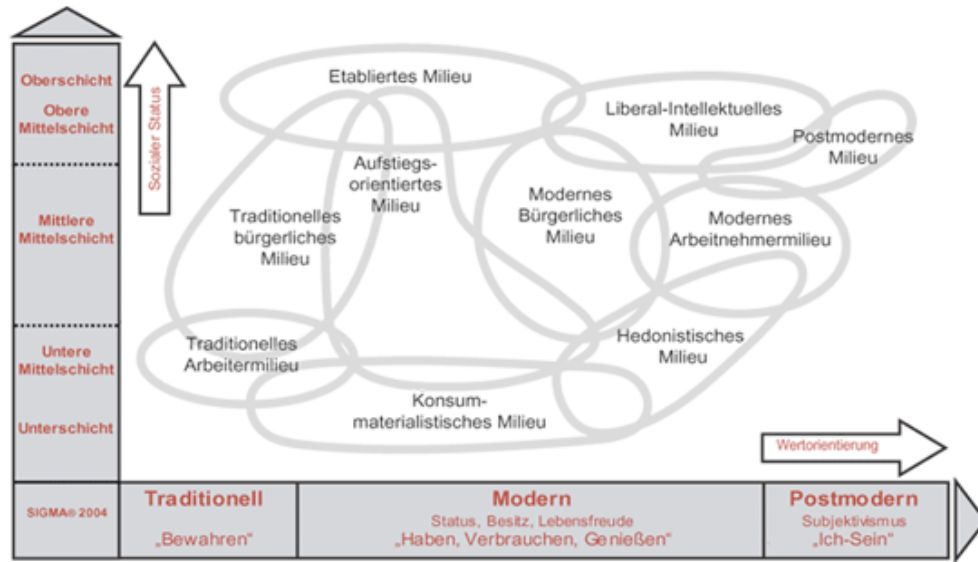 Oberschicht
Obere
Mittelschicht
Mittlere
Mittelschicht
Untere
Mittelschicht
Unterschicht
Sozialer Status
Etabliertes Milieu
Liberal-Intellektuelles
Milieu
Postmodernes
Milieu
Aufstiegs-
orientiertes
Milieu
Traditionelles
bürgerliches
Milieu
Modernes
Bürgerliches
Milieu
Modernes
Arbeitnehmermilieu
Traditionelles
Arbeitermilieu
Hedonistisches
Milieu
Konsum-
materialistisches Milieu
Wertorientierung
SIGMA® 2004
Traditionell
„Bewahren“
Modern
Status, Besitz, Lebensfreude
„Haben, Verbrauchen, Genießen“
Postmodern
Subjektivismus
„Ich-Sein“